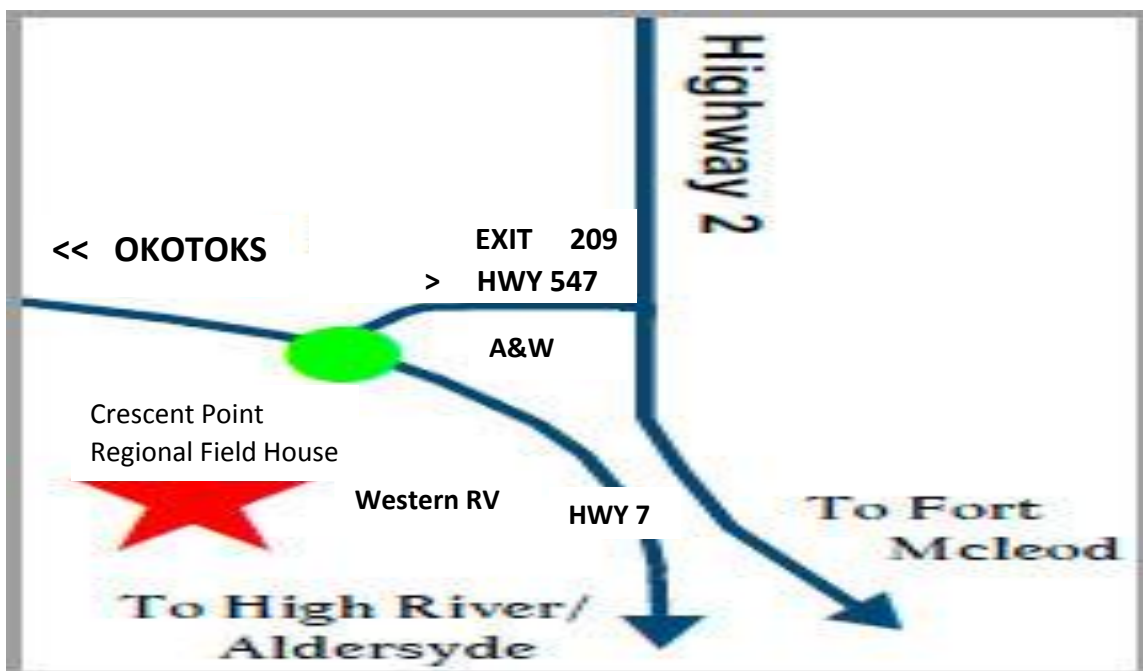 Highway 2
<< OKOTOKS
EXIT 209
> HWY 547
A&W
Crescent Point
Regional Field House
Western RV
HWY 7
To Fort
Mcleod
To High River/
Aldersyde